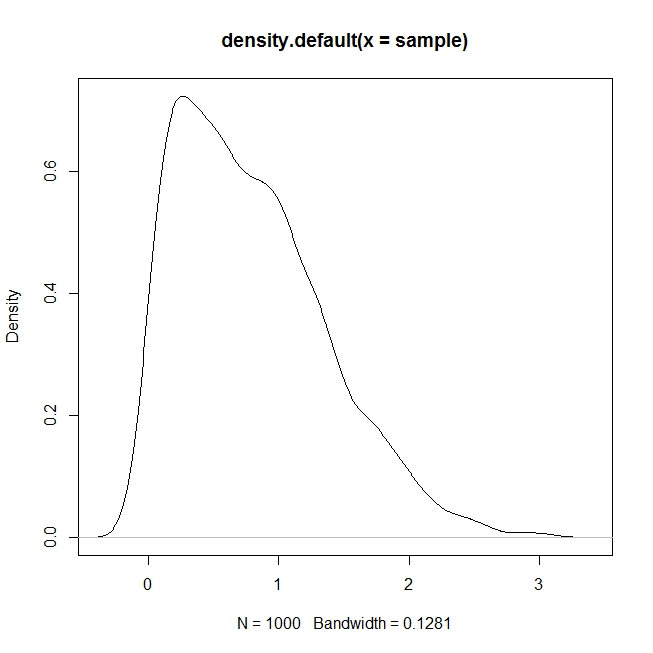 density.default(x = sample)
Density
0.0
0.2
0.4
0.6
0
1
2
3
N = 1000   Bandwidth = 0.1281